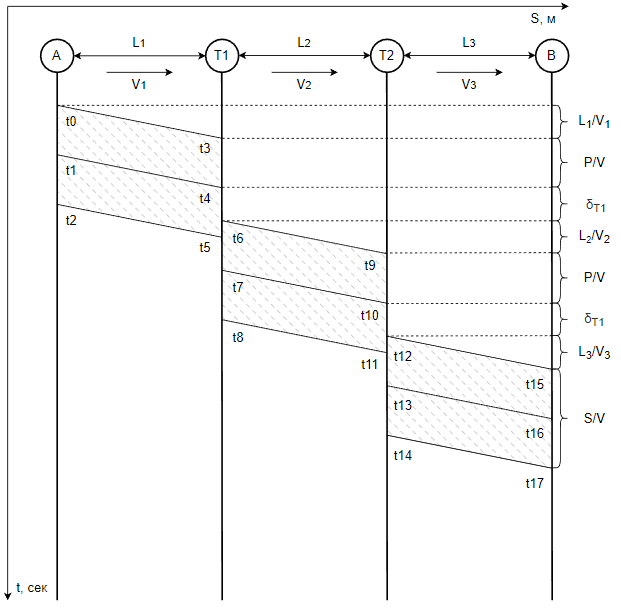 S, м
A
L1
T1
L2
T2
L3
B
V1
V2
V3
t0
t3
L1/V1
t1
t4
P/V
t2
t5
t6
δT1
L2/V2
t7
t9
P/V
t8
t10
δT1
t11
t12
L3/V3
t13
t15
t14
t16
S/V
t17
t, сек